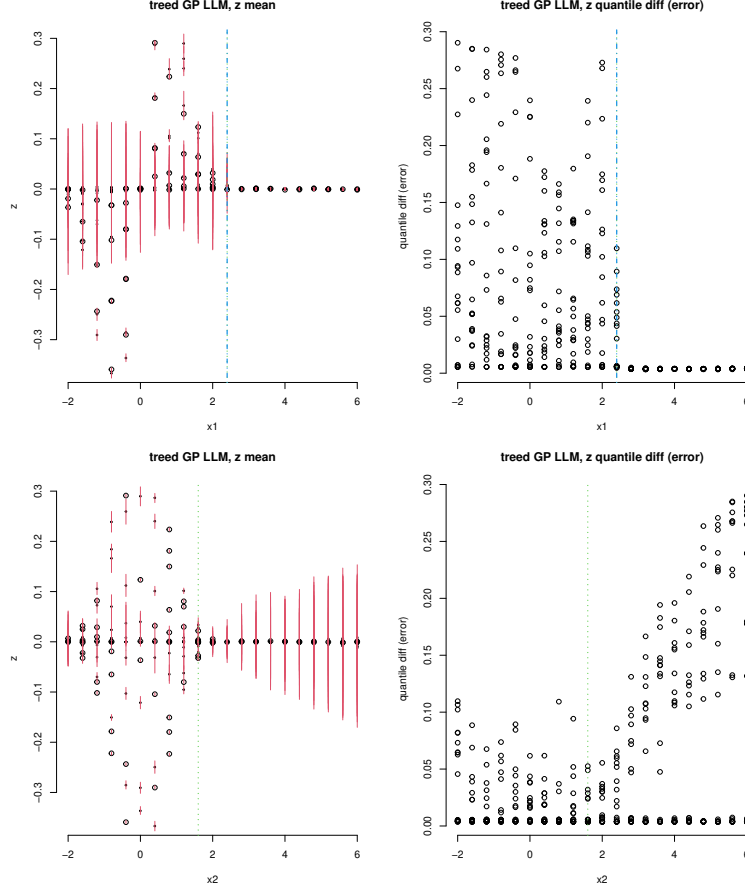 treed GP LLM, z mean
0.3
0.2
0.1
0.0
−0.1
−0.2
−0.3
z
−2 0 2 4 6
x1
treed GP LLM, z quantile diff (error)
0.30
0.25
0.20
0.15
0.10
0.05
0.00
quantile diff (error)
−2 0 2 4 6
x1
treed GP LLM, z mean
0.3
0.2
0.1
0.0
−0.1
−0.2
−0.3
z
−2 0 2 4 6
x2
treed GP LLM, z quantile diff (error)
0.30
0.25
0.20
0.15
0.10
0.05
0.00
quantile diff (error)
−2 0 2 4 6
x2